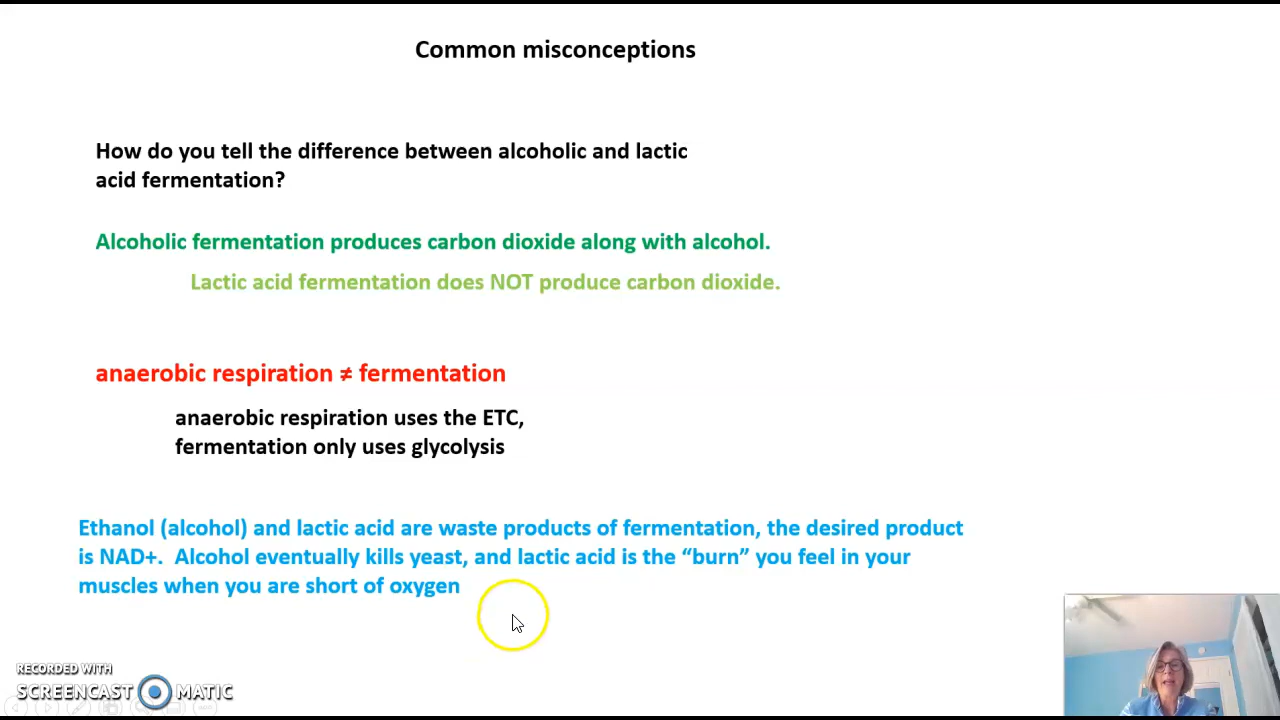 Common misconceptions
How do you tell the difference between alcoholic and lactic
acid fermentation?
Alcoholic fermentation produces carbon dioxide along with alcohol.
Lactic acid fermentation does NOT produce carbon dioxide.
anaerobic respiration ≠ fermentation
anaerobic respiration uses the ETC,
fermentation only uses glycolysis
Ethanol (alcohol) and lactic acid are waste products of fermentation, the desired product
is NAD+. Alcohol eventually kills yeast, and lactic acid is the “burn” you feel in your
muscles when you are short of oxygen
RECORDED WITH
SCREENCAST MATIC